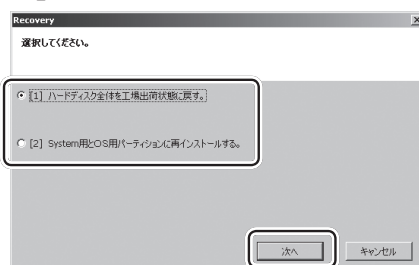 Recovery
選択してください。
[1] ハードディスク全体を工場出荷状態に戻す。
[2] System用とOS用パーティションに再インストールする。
次へ
キャンセル